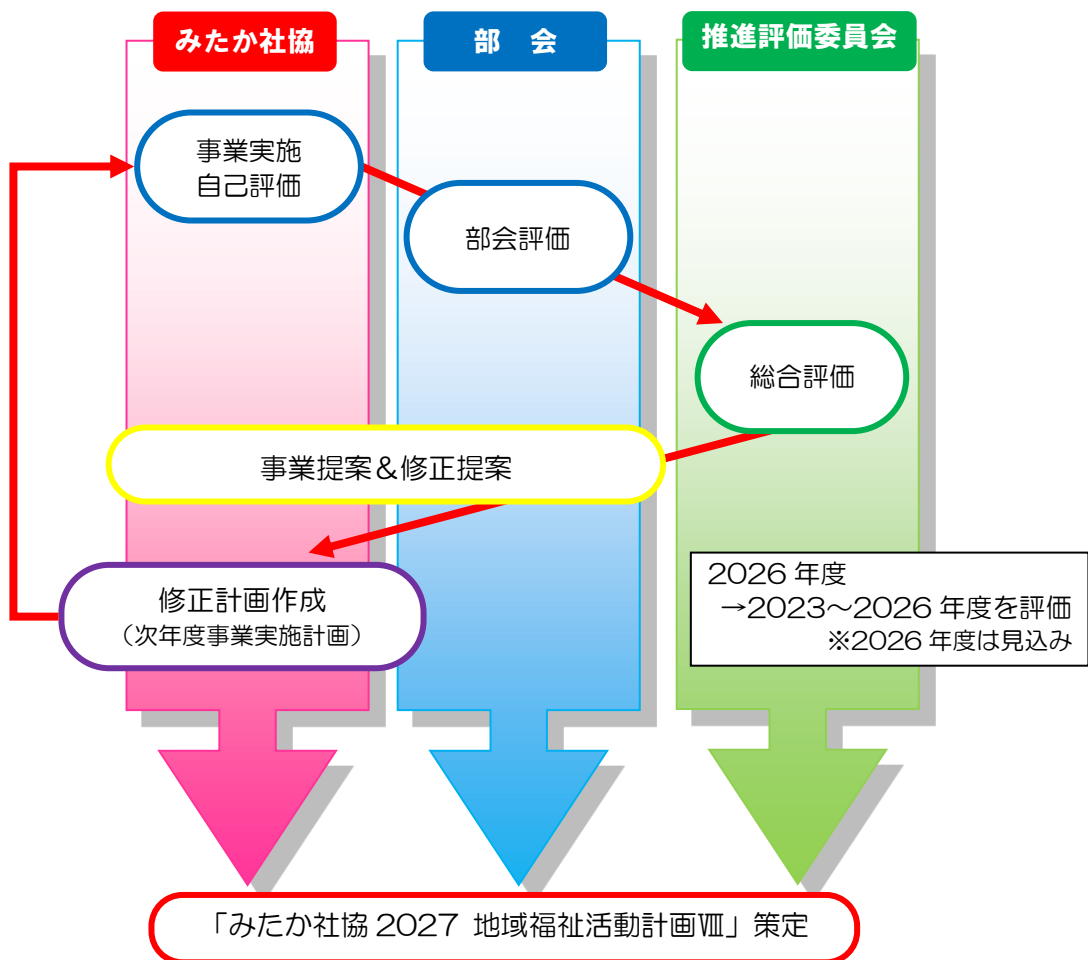 みたか社協
部　会
推進評価委員会
事業実施
自己評価
部会評価
総合評価
事業提案＆修正提案
修正計画作成
（次年度事業実施計画）
2026 年度
→2023～2026 年度を評価
※2026 年度は見込み
「みたか社協 2027 地域福祉活動計画Ⅷ」策定